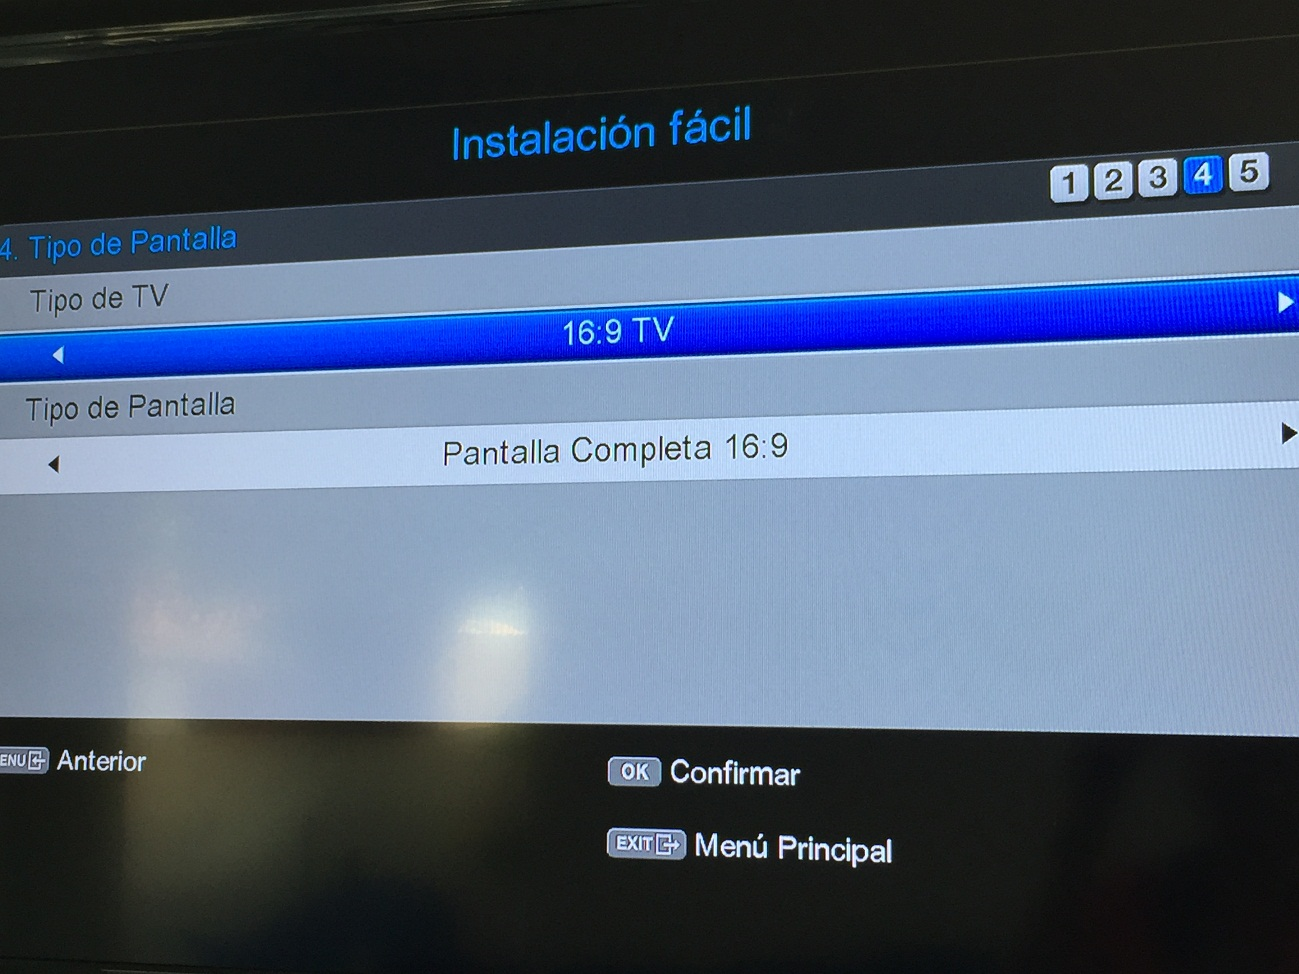 Instalación fácil
1 2 3 4 5
4. Tipo de Pantalla
Tipo de TV
16:9 TV
Tipo de Pantalla
Pantalla Completa 16:9
ENU Anterior
OK Confirmar
EXIT Menú Principal